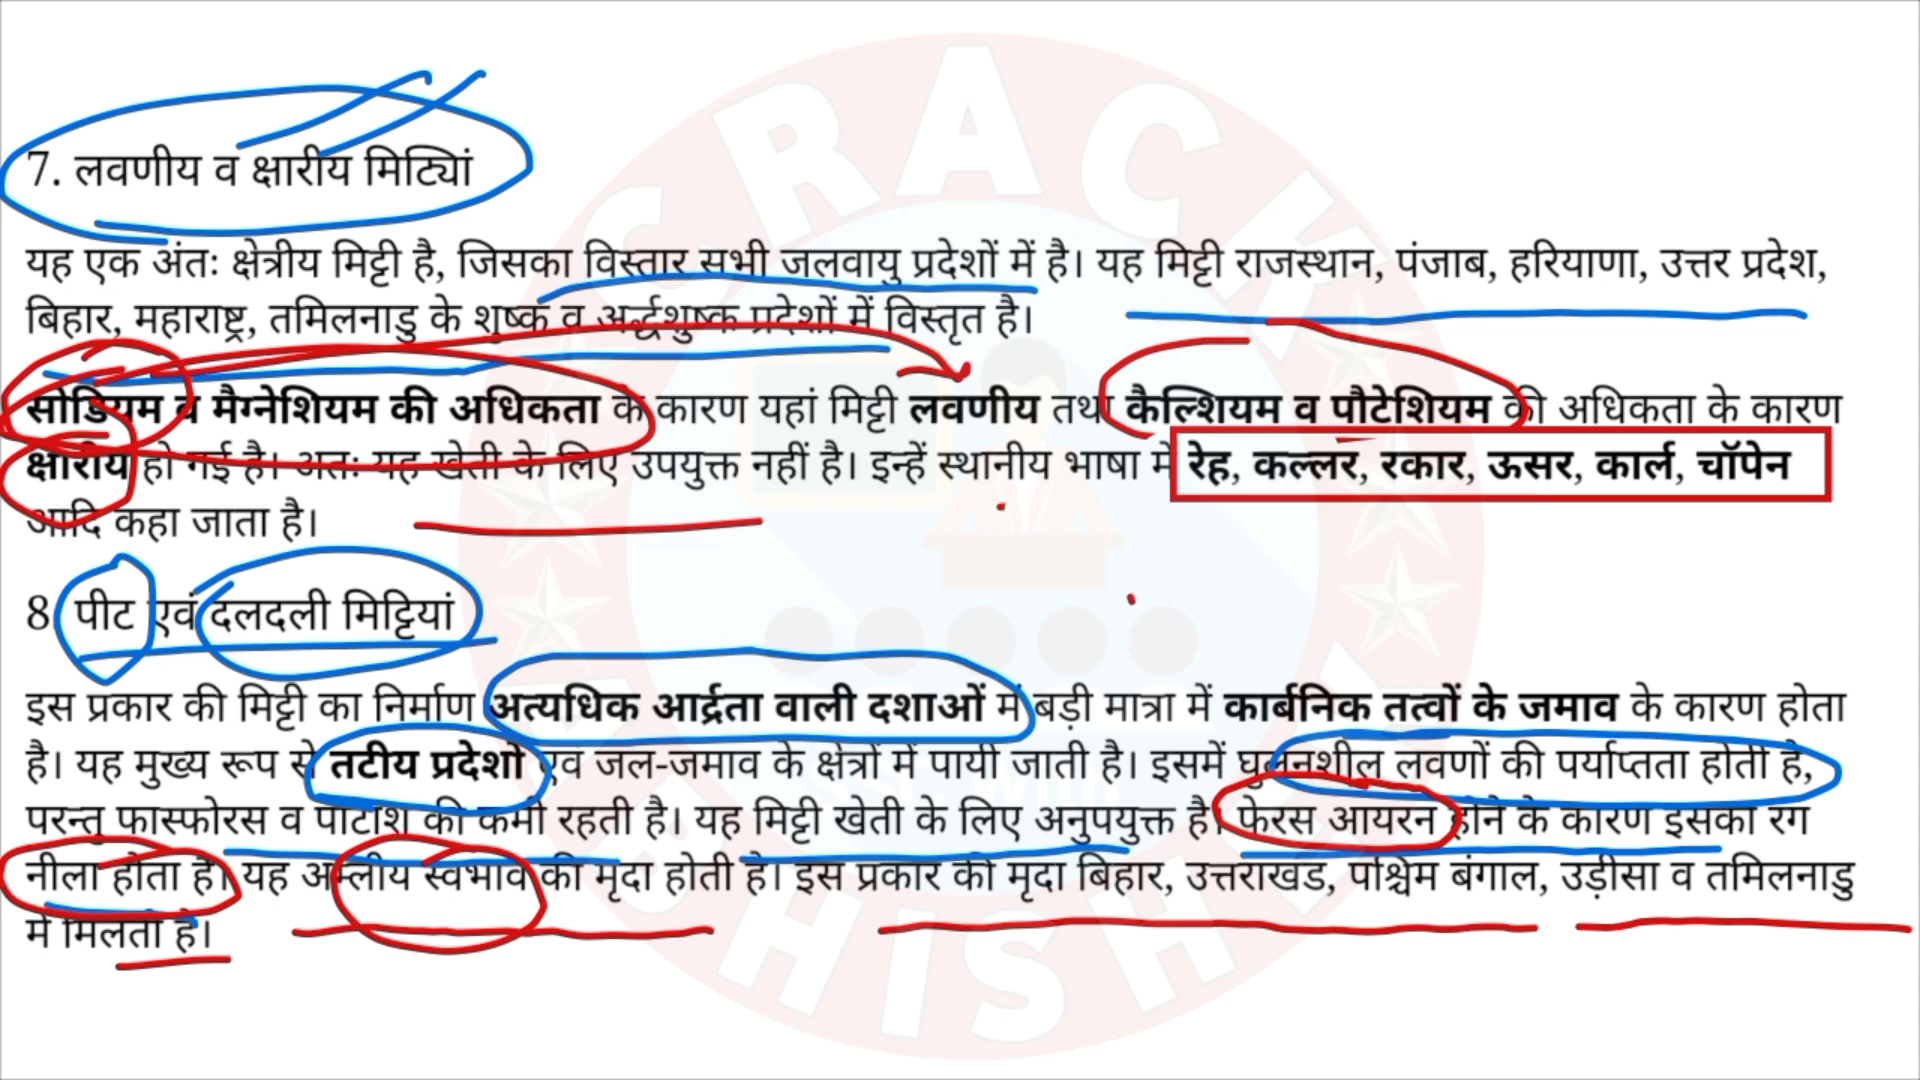 7. लवणीय व क्षारीय मिट्यिां
यह एक अंतः क्षेत्रीय मिट्टी है, जिसका विस्तार सभी जलवायु प्रदेशों में है। यह मिट्टी राजस्थान, पंजाब, हरियाणा, उत्तर प्रदेश,
बिहार, महाराष्ट्र, तमिलनाडु के शुष्क व अर्द्धशुष्क प्रदेशों में विस्तृत है।
सोडियम व मैग्नेशियम की अधिकता के कारण यहां मिट्टी लवणीय तथा कैल्शियम व पौटेशियम की अधिकता के कारण
क्षारीय हो गई है। अतः यह खेती के लिए उपयुक्त नहीं है। इन्हें स्थानीय भाषा में रेह, कल्लर, रकार, ऊसर, कार्ल, चॉपेन
आदि कहा जाता है।
8 पीट एवं दलदली मिट्टियां
इस प्रकार की मिट्टी का निर्माण अत्यधिक आर्द्रता वाली दशाओं में बड़ी मात्रा में कार्बनिक तत्वों के जमाव के कारण होता
है। यह मुख्य रूप से तटीय प्रदेशों एवं जल-जमाव के क्षेत्रों में पायी जाती है। इसमें घुलनशील लवणों की पर्याप्तता होती है,
परन्तु फास्फोरस व पोटाश की कमी रहती है। यह मिट्टी खेती के लिए अनुपयुक्त है। फेरस आयरन होने के कारण इसका रंग
नीला होता है। यह अम्लीय स्वभाव की मृदा होती है। इस प्रकार की मृदा बिहार, उत्तराखंड, पश्चिम बंगाल, उड़ीसा व तमिलनाडु
में मिलती है।